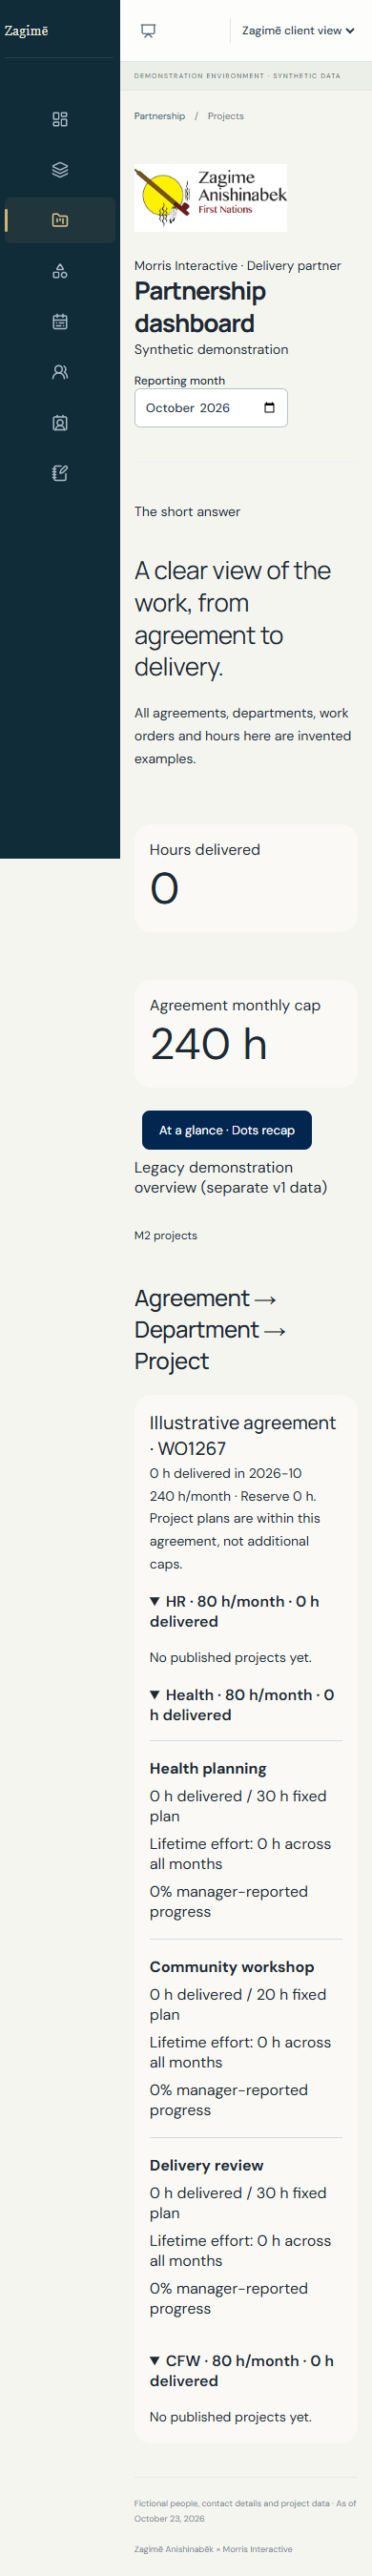 Zagimē
Zagimē client view
DEMONSTRATION ENVIRONMENT · SYNTHETIC DATA
Partnership / Projects
Zagime
Anishinabek
First Nations
Morris Interactive · Delivery partner
Partnership
dashboard
Synthetic demonstration
Reporting month
October 2026
The short answer
A clear view of the
work, from
agreement to
delivery.
All agreements, departments, work
orders and hours here are invented
examples.
Hours delivered
0
Agreement monthly cap
240 h
At a glance · Dots recap
Legacy demonstration
overview (separate v1 data)
M2 projects
Agreement →
Department →
Project
Illustrative agreement
· WO1267
0 h delivered in 2026-10
240 h/month · Reserve 0 h.
Project plans are within this
agreement, not additional
caps.
▼ HR · 80 h/month · 0 h
delivered
No published projects yet.
▼ Health · 80 h/month · 0
h delivered
Health planning
0 h delivered / 30 h fixed
plan
Lifetime effort: 0 h across
all months
0% manager-reported
progress
Community workshop
0 h delivered / 20 h fixed
plan
Lifetime effort: 0 h across
all months
0% manager-reported
progress
Delivery review
0 h delivered / 30 h fixed
plan
Lifetime effort: 0 h across
all months
0% manager-reported
progress
▼ CFW · 80 h/month · 0 h
delivered
No published projects yet.
Fictional people, contact details and project data · As of
October 23, 2026
Zagimē Anishinabēk × Morris Interactive